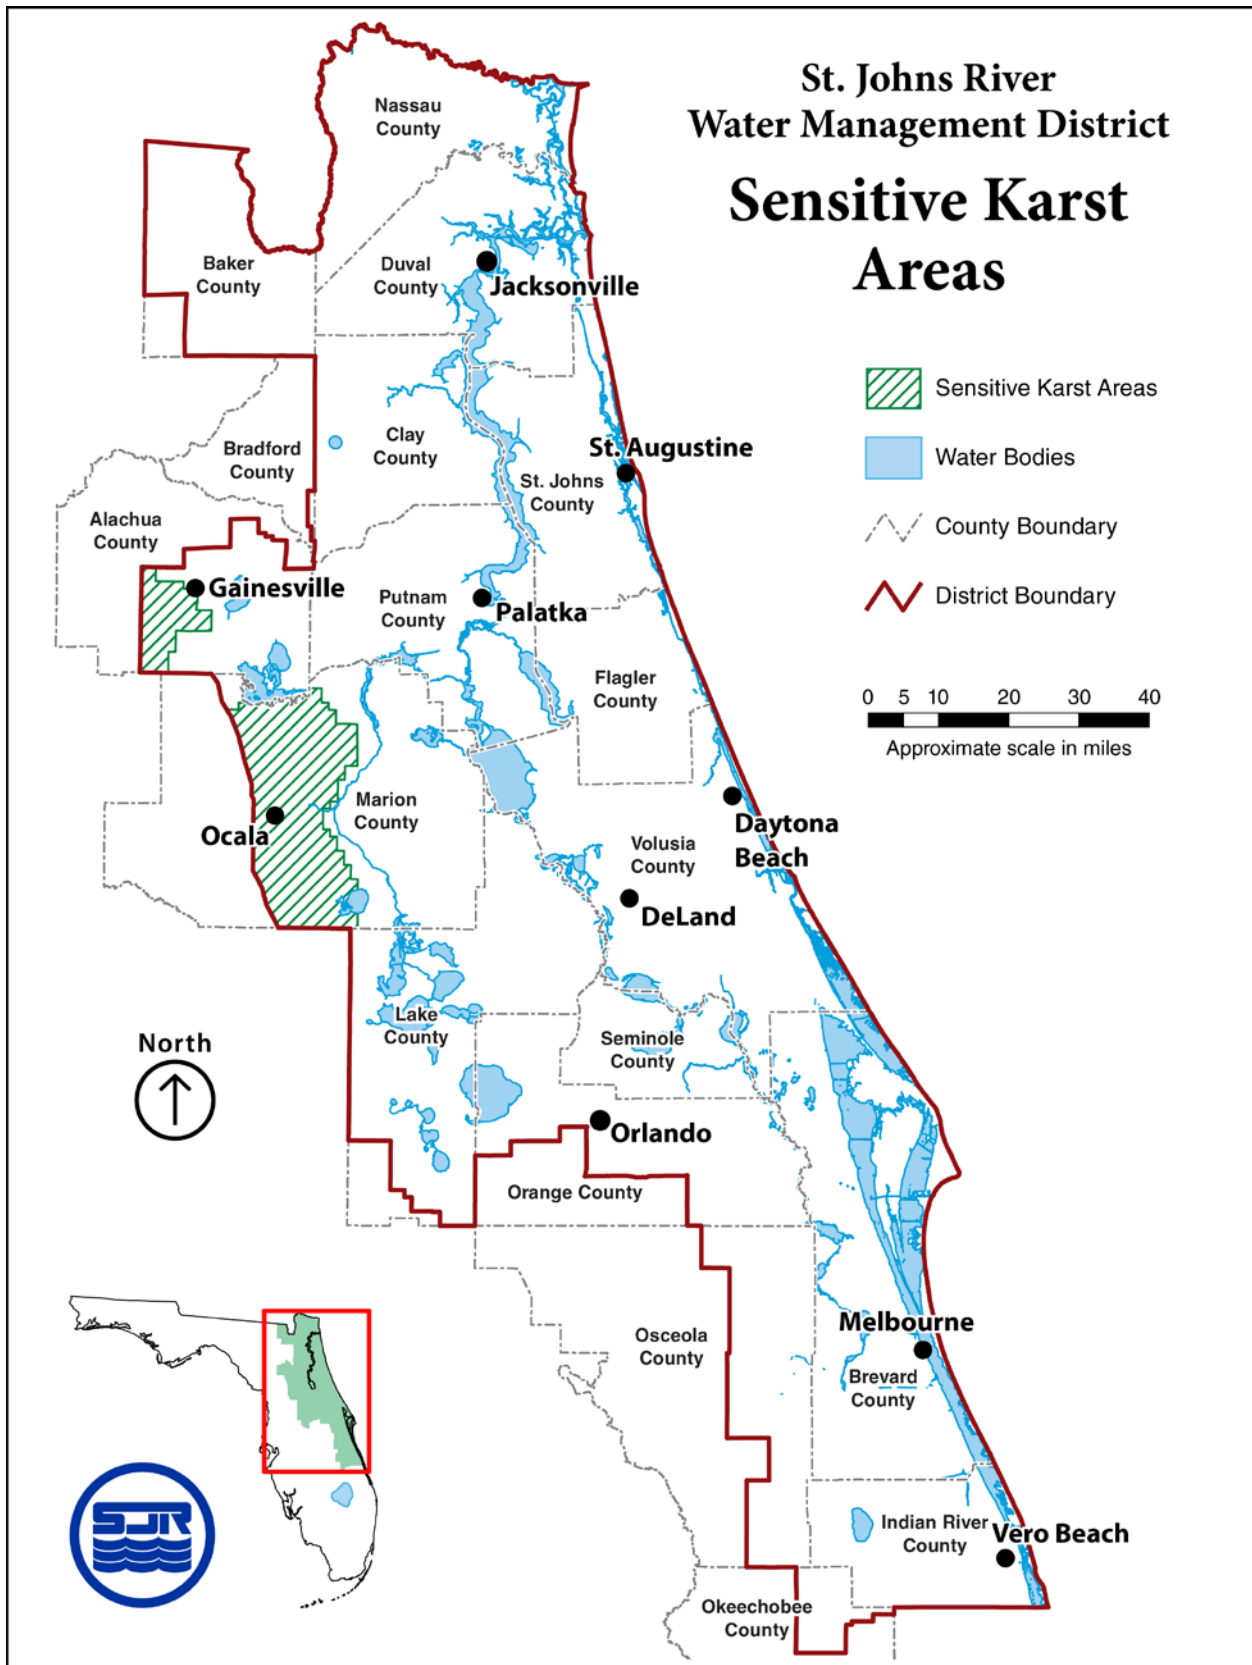 St. Johns River
Water Management District
Sensitive Karst
Areas
Nassau
County
Baker
County
Duval
County
Jacksonville
Sensitive Karst Areas
Water Bodies
County Boundary
District Boundary
0 5 10 20 30 40
Approximate scale in miles
Bradford
County
Clay
County
St. Augustine
St. Johns
County
Alachua
County
Gainesville
Putnam
County
Palatka
Flagler
County
Marion
County
Ocala
Daytona
Beach
Volusia
County
DeLand
Lake
County
Seminole
County
North
Orlando
Orange County
Osceola
County
Melbourne
Brevard
County
Indian River
County
Vero Beach
Okeechobee
County
SJR